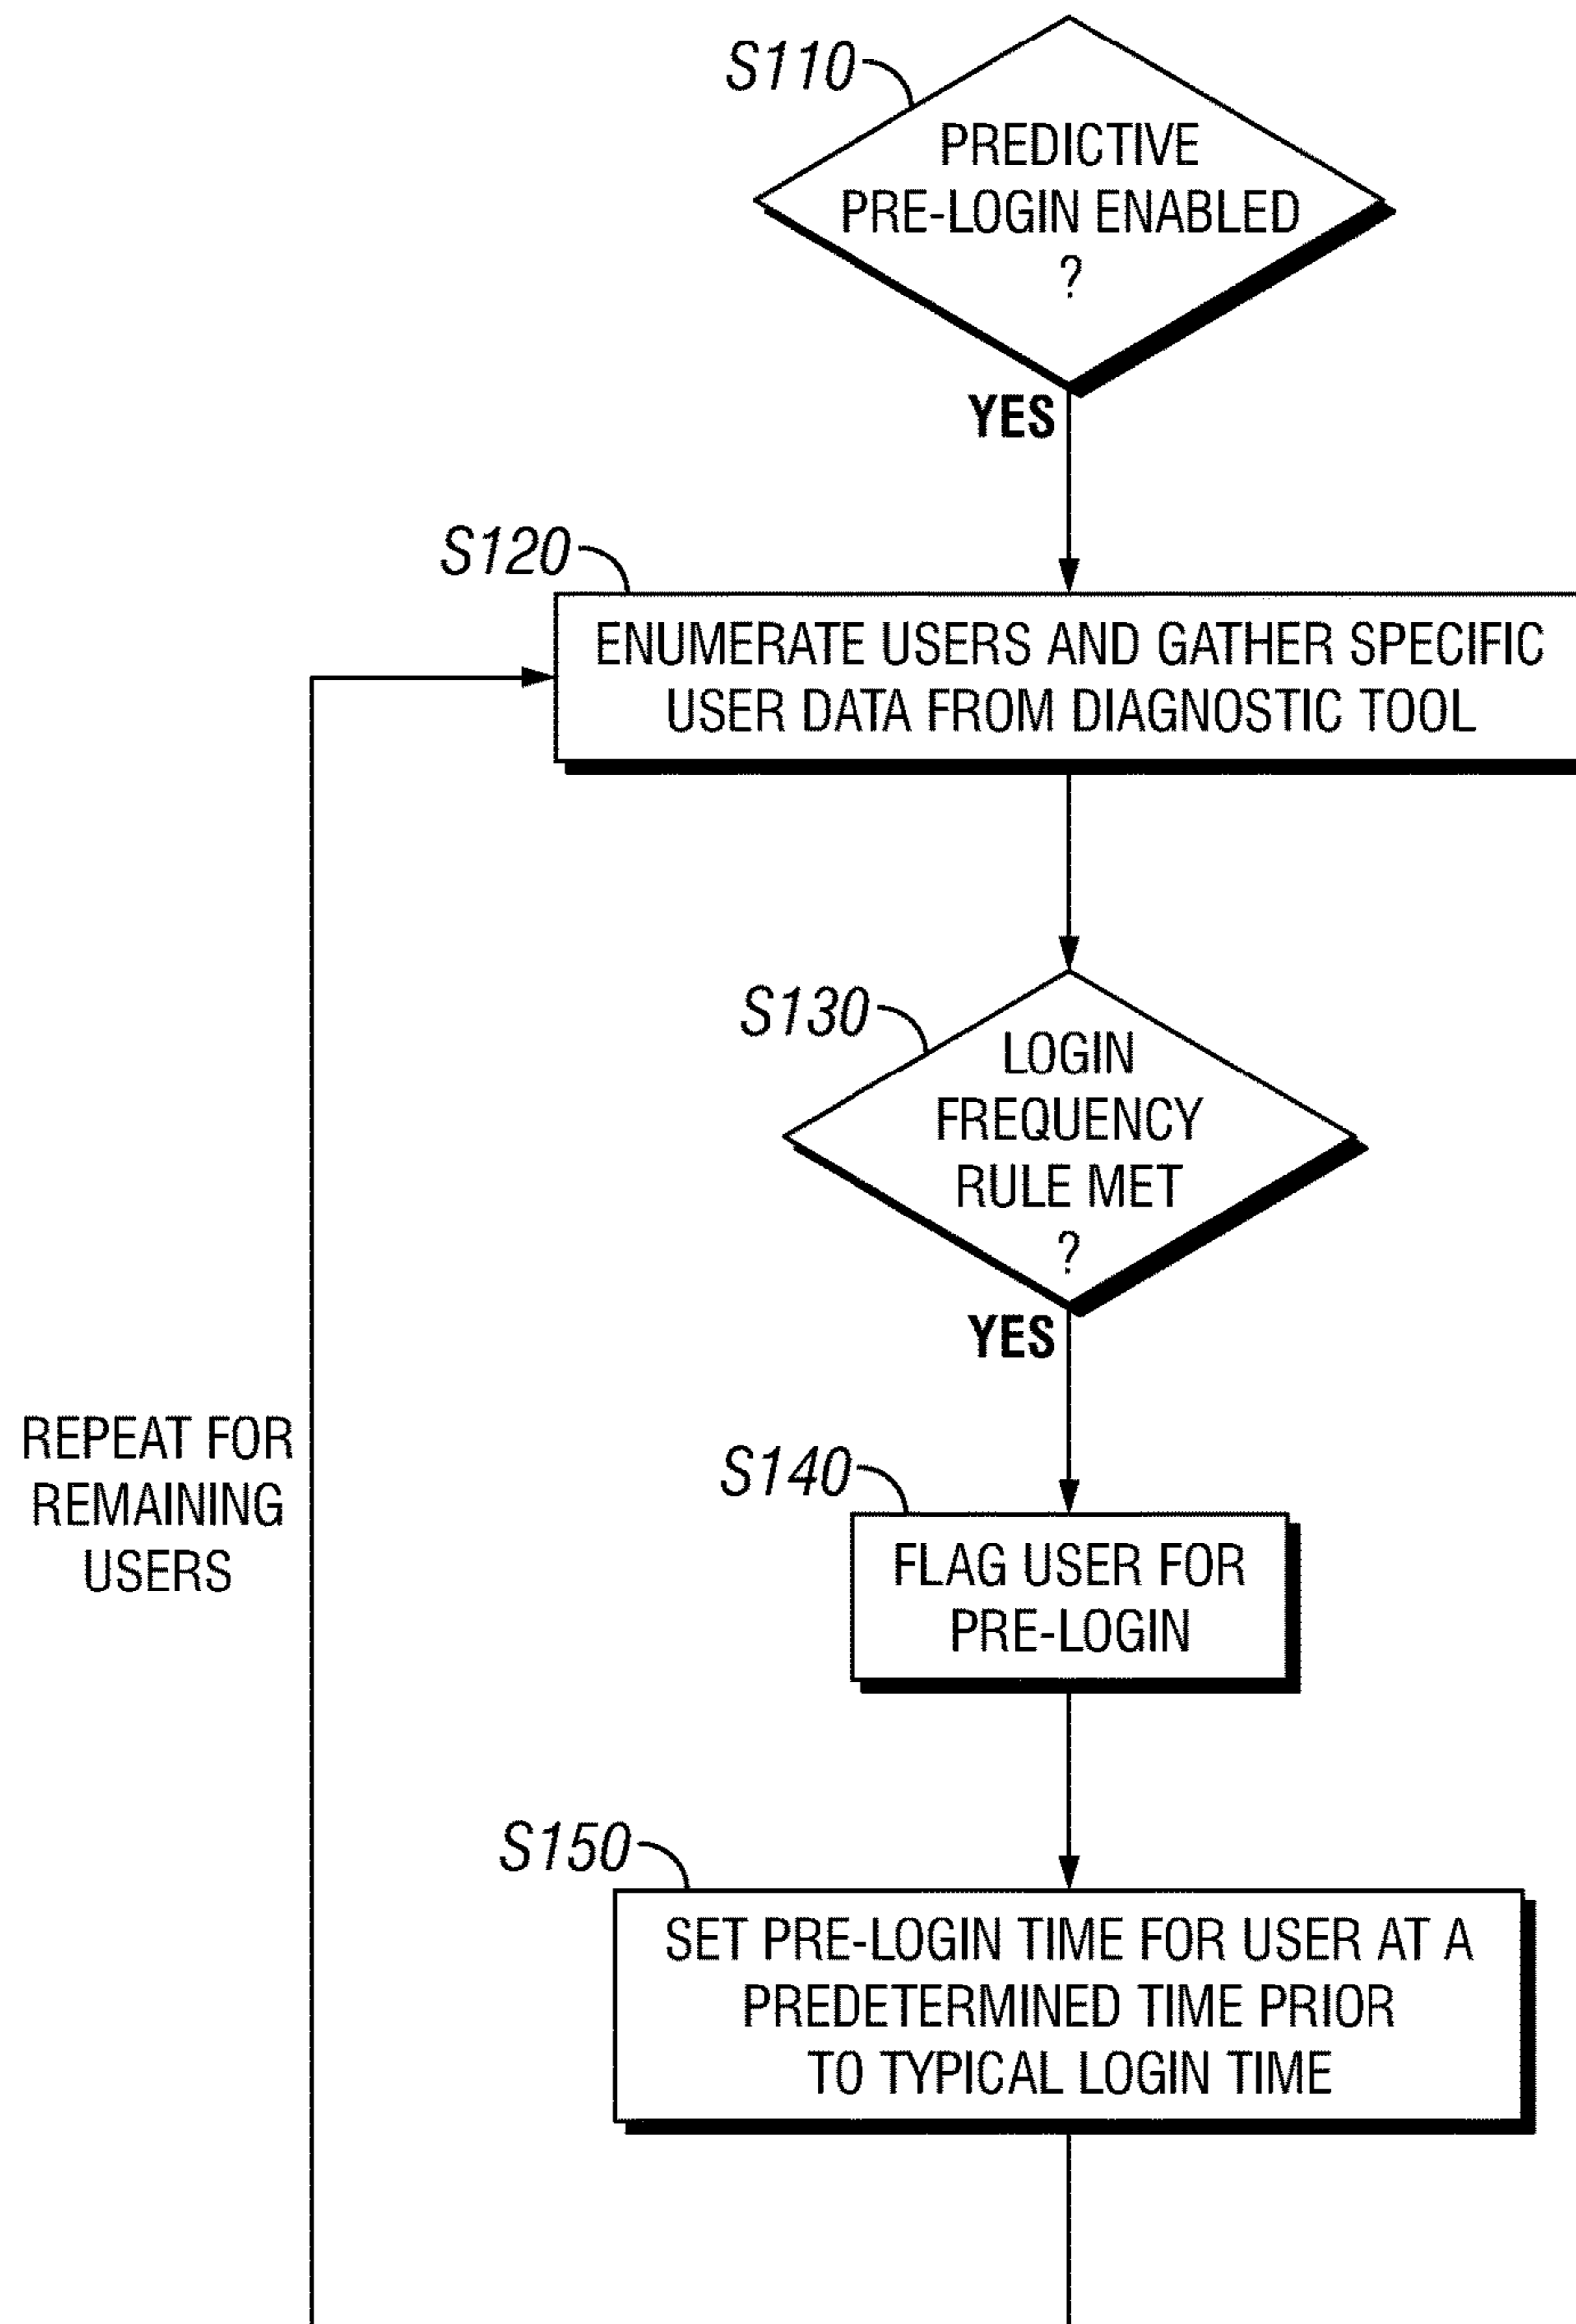 S110
PREDICTIVE
PRE-LOGIN ENABLED
?
YES
S120
ENUMERATE USERS AND GATHER SPECIFIC
USER DATA FROM DIAGNOSTIC TOOL
S130
LOGIN
FREQUENCY
RULE MET
?
YES
REPEAT FOR
REMAINING
USERS
S140
FLAG USER FOR
PRE-LOGIN
S150
SET PRE-LOGIN TIME FOR USER AT A
PREDETERMINED TIME PRIOR
TO TYPICAL LOGIN TIME